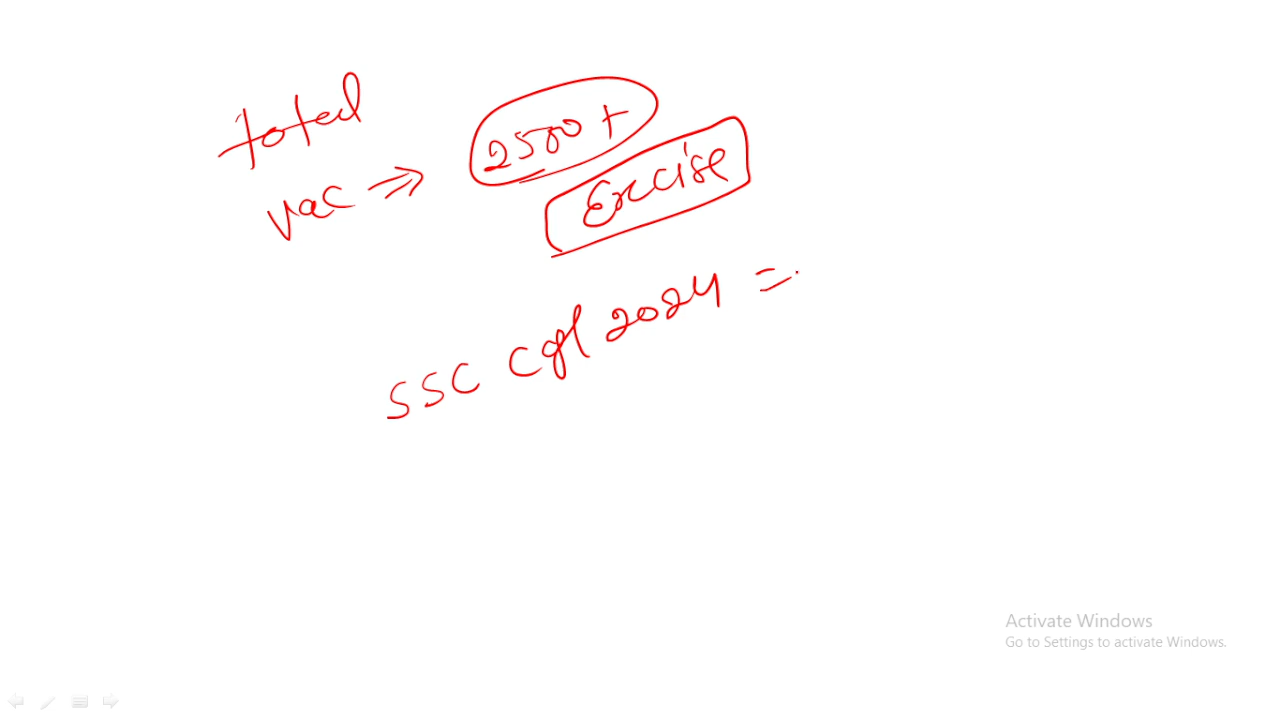 total
vac ⇒ 2500+
Excise
SSC Cgl 2024 =
Activate Windows
Go to Settings to activate Windows.